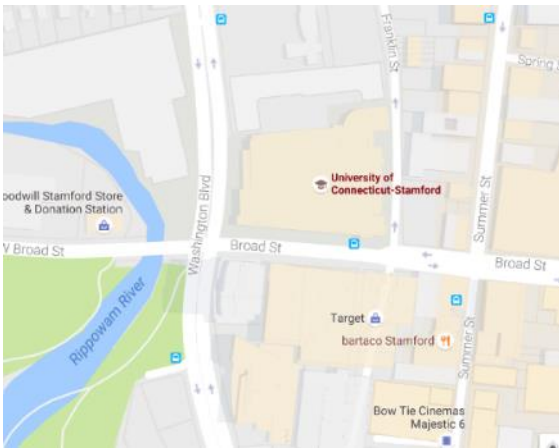 Franklin St
Spring S
University of
Connecticut-Stamford
oodwill Stamford Store
& Donation Station
Washington Blvd
Summer St
W Broad St
Broad St
Broad St
Rippowam River
Target
bartaco Stamford
Summer St
Bow Tie Cinemas
Majestic 6